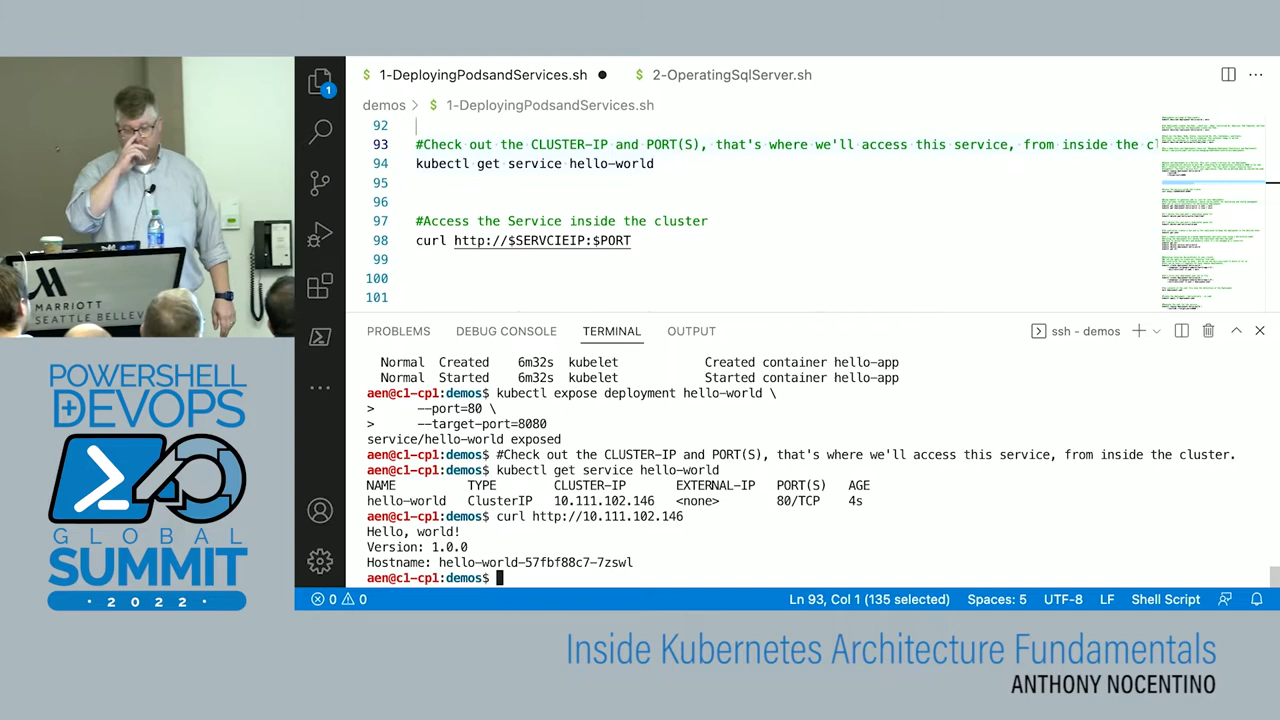 $ 1-DeployingPodsandServices.sh ● $ 2-OperatingSqlServer.sh
demos > $ 1-DeployingPodsandServices.sh
92
93 #Check out the CLUSTER-IP and PORT(S), that's where we'll access this service, from inside the c
94 kubectl get service hello-world
95
96
97 #Access the Service inside the cluster
98 curl http://$SERVCIEIP:$PORT
99
100
101
PROBLEMS DEBUG CONSOLE TERMINAL OUTPUT ssh - demos
Normal Created 6m32s kubelet Created container hello-app
Normal Started 6m32s kubelet Started container hello-app
aen@c1-cp1:demos$ kubectl expose deployment hello-world \
> --port=80 \
> --target-port=8080
service/hello-world exposed
aen@c1-cp1:demos$ #Check out the CLUSTER-IP and PORT(S), that's where we'll access this service, from inside the cluster.
aen@c1-cp1:demos$ kubectl get service hello-world
NAME TYPE CLUSTER-IP EXTERNAL-IP PORT(S) AGE
hello-world ClusterIP 10.111.102.146 <none> 80/TCP 4s
aen@c1-cp1:demos$ curl http://10.111.102.146
Hello, world!
Version: 1.0.0
Hostname: hello-world-57fbf88c7-7zswl
aen@c1-cp1:demos$
0 0 Ln 93, Col 1 (135 selected) Spaces: 5 UTF-8 LF Shell Script
1
MARRIOTT
SEATTLE BELLEV
POWERSHELL
DEVOPS
GLOBAL
SUMMIT
· 2 0 2 2 ·
Inside Kubernetes Architecture Fundamentals
ANTHONY NOCENTINO